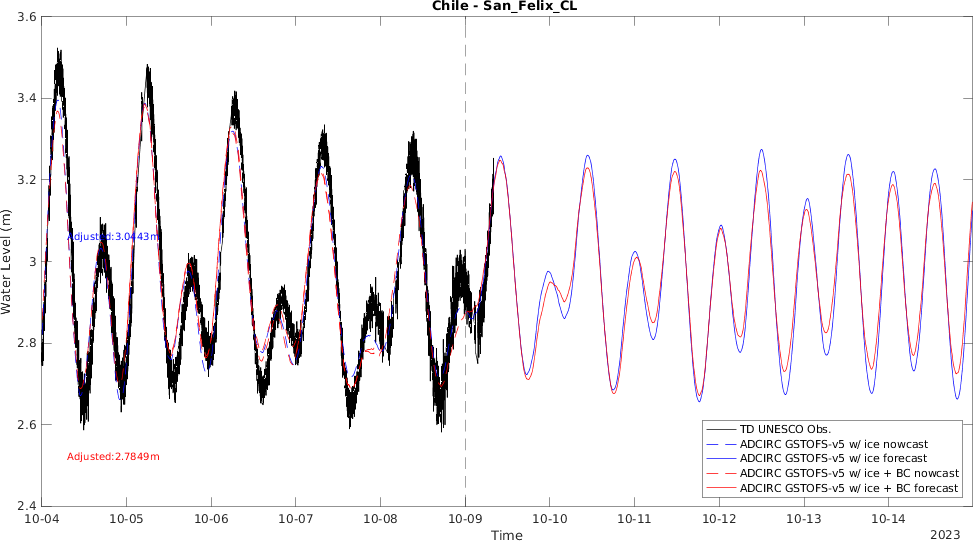 Chile - San_Felix_CL
3.6
3.4
3.2
3
2.8
2.6
2.4
Water Level (m)
Adjusted:3.0443m
Adjusted:2.7849m
TD UNESCO Obs.
ADCIRC GSTOFS-v5 w/ ice nowcast
ADCIRC GSTOFS-v5 w/ ice forecast
ADCIRC GSTOFS-v5 w/ ice + BC nowcast
ADCIRC GSTOFS-v5 w/ ice + BC forecast
10-04 10-05 10-06 10-07 10-08 10-09 10-10 10-11 10-12 10-13 10-14
Time
2023